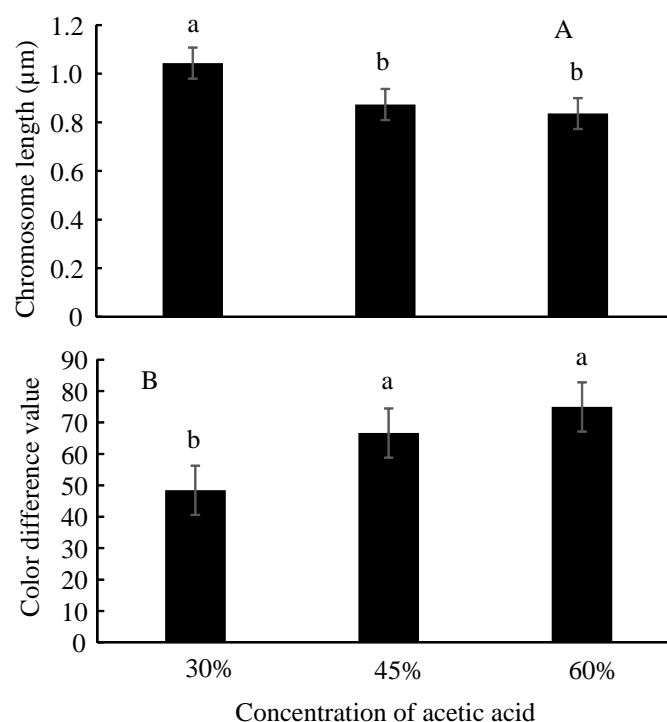 Chromosome length (μm)
1.2
1.0
0.8
0.6
0.4
0.2
0
a
b
b
A
Color difference value
90
80
70
60
50
40
30
20
10
0
B
b
a
a
30%
45%
60%
Concentration of acetic acid